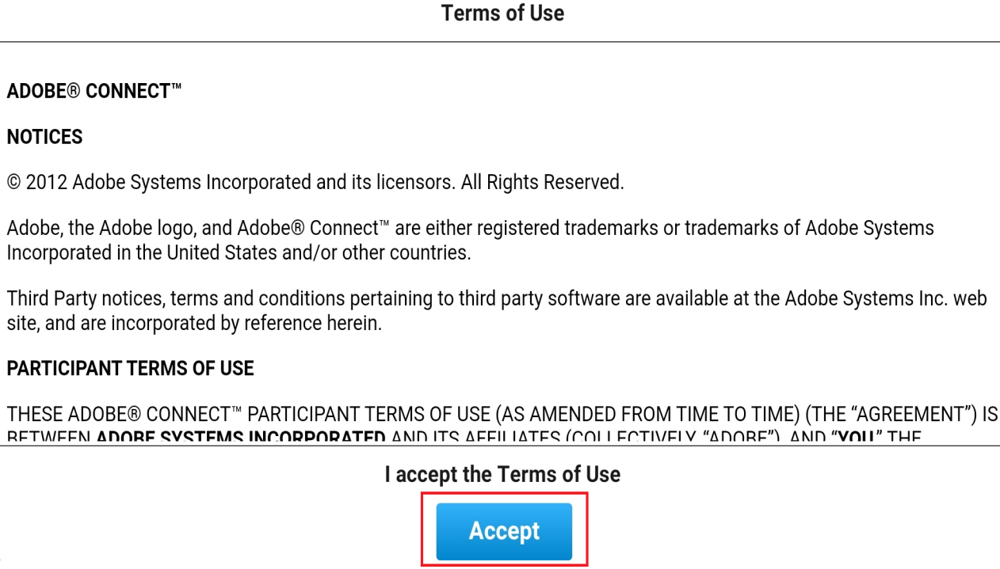 Terms of Use
ADOBE® CONNECT™
NOTICES
© 2012 Adobe Systems Incorporated and its licensors. All Rights Reserved.
Adobe, the Adobe logo, and Adobe® Connect™ are either registered trademarks or trademarks of Adobe Systems
Incorporated in the United States and/or other countries.
Third Party notices, terms and conditions pertaining to third party software are available at the Adobe Systems Inc. web
site, and are incorporated by reference herein.
PARTICIPANT TERMS OF USE
THESE ADOBE® CONNECT™ PARTICIPANT TERMS OF USE (AS AMENDED FROM TIME TO TIME) (THE “AGREEMENT”) IS
BETWEEN ADOBE SYSTEMS INCORPORATED AND ITS AFFILIATES (COLLECTIVELY “ADOBE”) AND “YOU” THE
I accept the Terms of Use
Accept